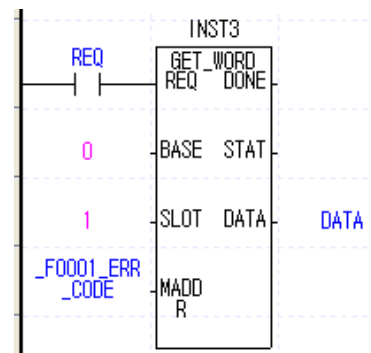 INST3
REQ
GET_WORD
REQ DONE
0
BASE STAT
1
SLOT DATA
DATA
_F0001_ERR
_CODE
MADD
R